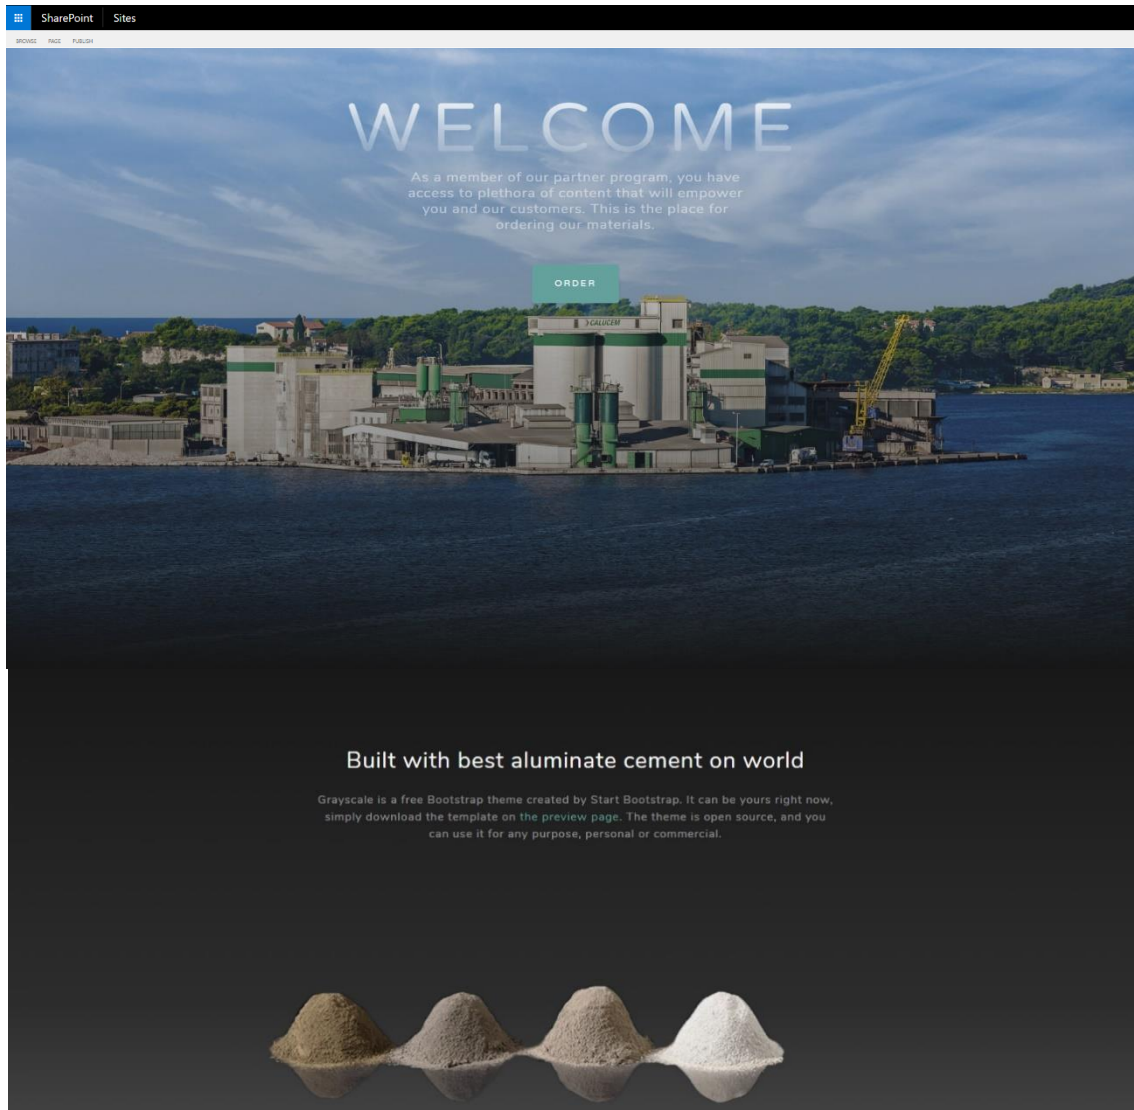 SharePoint Sites
BROWSE PAGE PUBLISH
WELCOME
As a member of our partner program, you have
access to plethora of content that will empower
you and our customers. This is the place for
ordering our materials.
ORDER
CALUCEM
Built with best aluminate cement on world
Grayscale is a free Bootstrap theme created by Start Bootstrap. It can be yours right now,
simply download the template on the preview page. The theme is open source, and you
can use it for any purpose, personal or commercial.